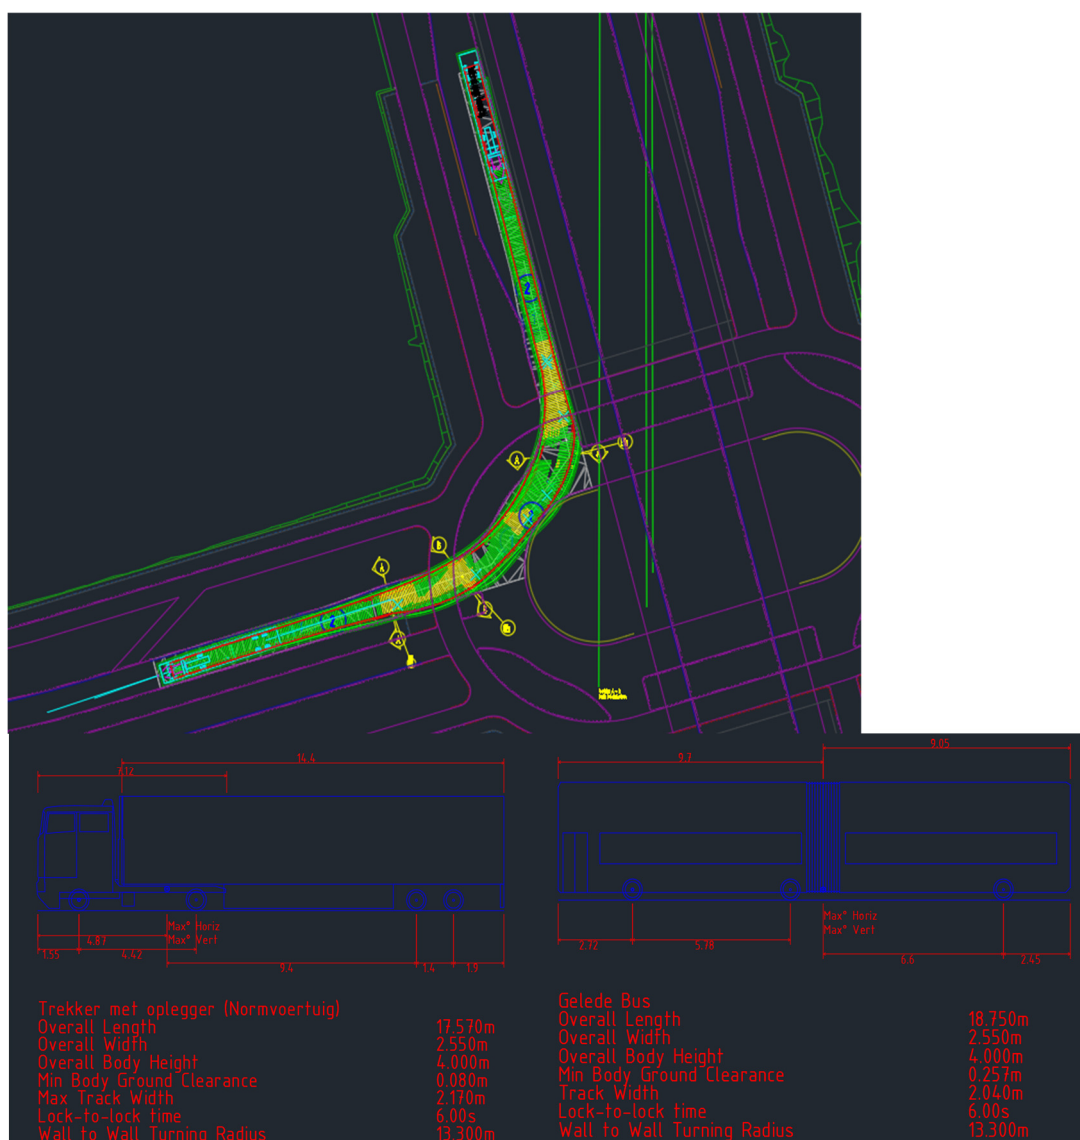 2
A
A
B
A
2
14.4
7.12
9.7
9.05
Max° Horiz
Max° Vert
4.87
1.55
4.42
9.4
1.4
1.9
Max° Horiz
Max° Vert
2.72
5.78
6.6
2.45
Trekker met oplegger (Normvoertuig)
Overall Length 17.570m
Overall Width 2.550m
Overall Body Height 4.000m
Min Body Ground Clearance 0.080m
Max Track Width 2.170m
Lock-to-lock time 6.00s
Wall to Wall Turning Radius 13.300m
Gelede Bus
Overall Length 18.750m
Overall Width 2.550m
Overall Body Height 4.000m
Min Body Ground Clearance 0.257m
Track Width 2.040m
Lock-to-lock time 6.00s
Wall to Wall Turning Radius 13.300m